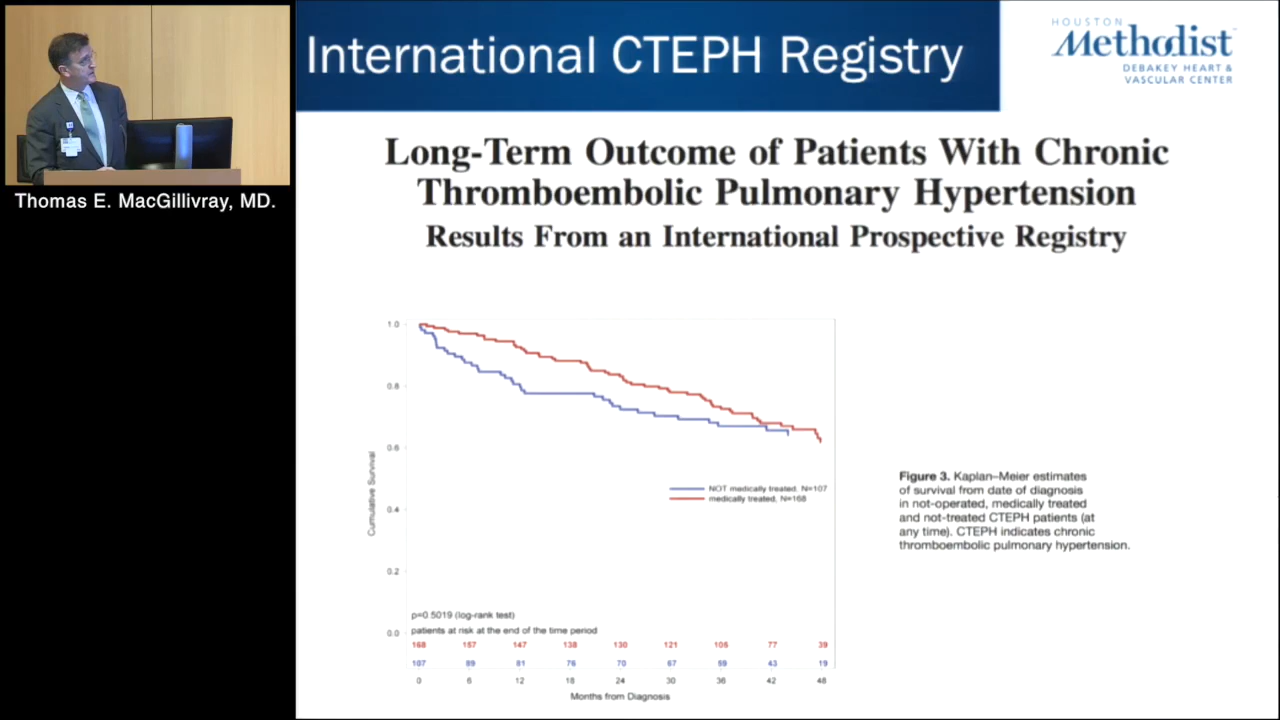 International CTEPH Registry
HOUSTON
Methodist
DEBAKEY HEART &
VASCULAR CENTER
Thomas E. MacGillivray, MD.
Long-Term Outcome of Patients With Chronic
Thromboembolic Pulmonary Hypertension
Results From an International Prospective Registry
1.0
0.8
0.6
0.4
0.2
0.0
Cumulative Survival
NOT medically treated, N=107
medically treated, N=168
p=0.5019 (log-rank test)
patients at risk at the end of the time period
168 157 147 138 130 121 105 77 39
107 89 81 76 70 67 59 43 19
0 6 12 18 24 30 36 42 48
Months from Diagnosis
Figure 3. Kaplan–Meier estimates
of survival from date of diagnosis
in not-operated, medically treated
and not-treated CTEPH patients (at
any time). CTEPH indicates chronic
thromboembolic pulmonary hypertension.